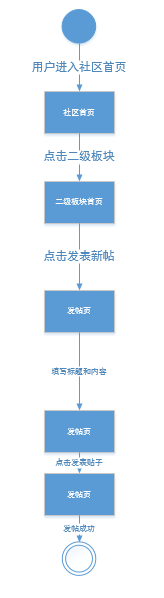 用户进入社区首页
社区首页
点击二级板块
二级板块首页
点击发表新帖
发帖页
填写标题和内容
发帖页
点击发表贴子
发帖页
发帖成功